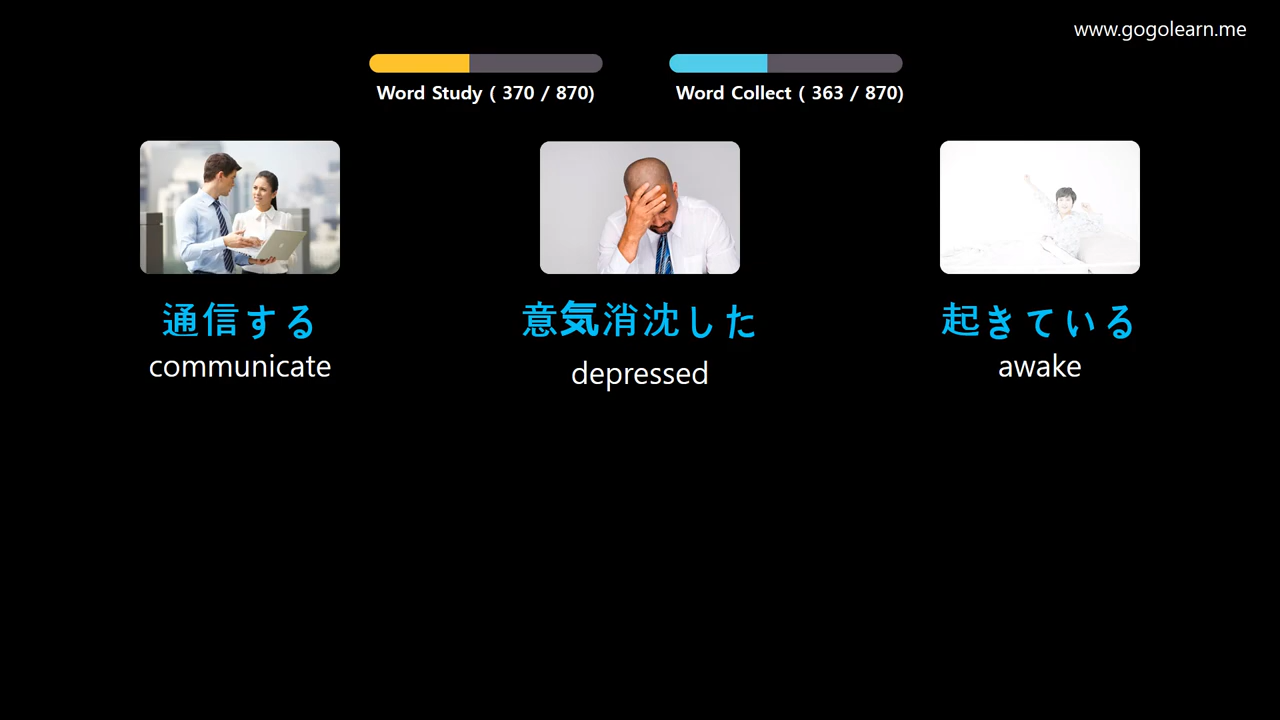 www.gogolearn.me
Word Study ( 370 / 870)
Word Collect ( 363 / 870)
通信する
communicate
意気消沈した
depressed
起きている
awake